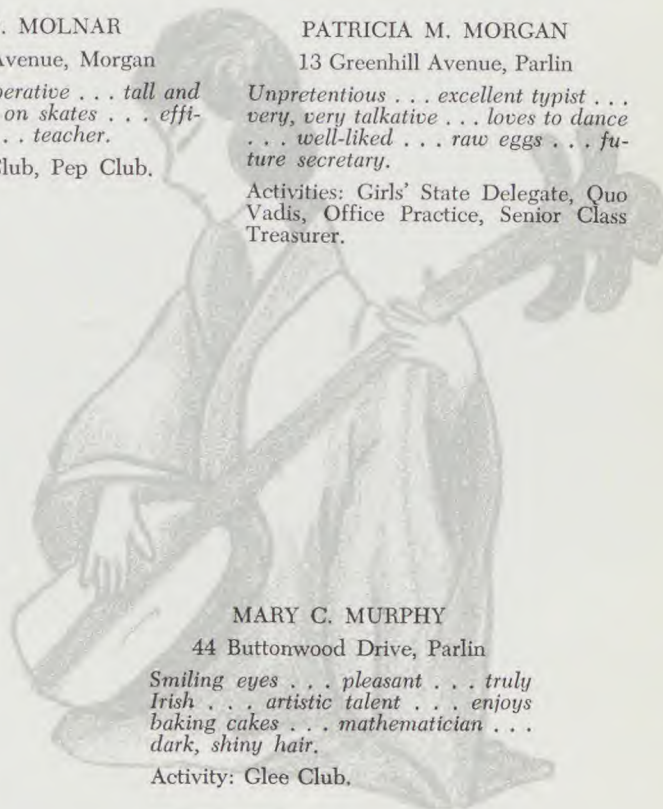 . MOLNAR
Avenue, Morgan
perative . . . tall and
on skates . . . effi-
. . teacher.
Club, Pep Club.
PATRICIA M. MORGAN
13 Greenhill Avenue, Parlin
Unpretentious . . . excellent typist . . .
very, very talkative . . . loves to dance
. . . well-liked . . . raw eggs . . . fu-
ture secretary.
Activities: Girls' State Delegate, Quo
Vadis, Office Practice, Senior Class
Treasurer.
MARY C. MURPHY
44 Buttonwood Drive, Parlin
Smiling eyes . . . pleasant . . . truly
Irish . . . artistic talent . . . enjoys
baking cakes . . . mathematician . . .
dark, shiny hair.
Activity: Glee Club.